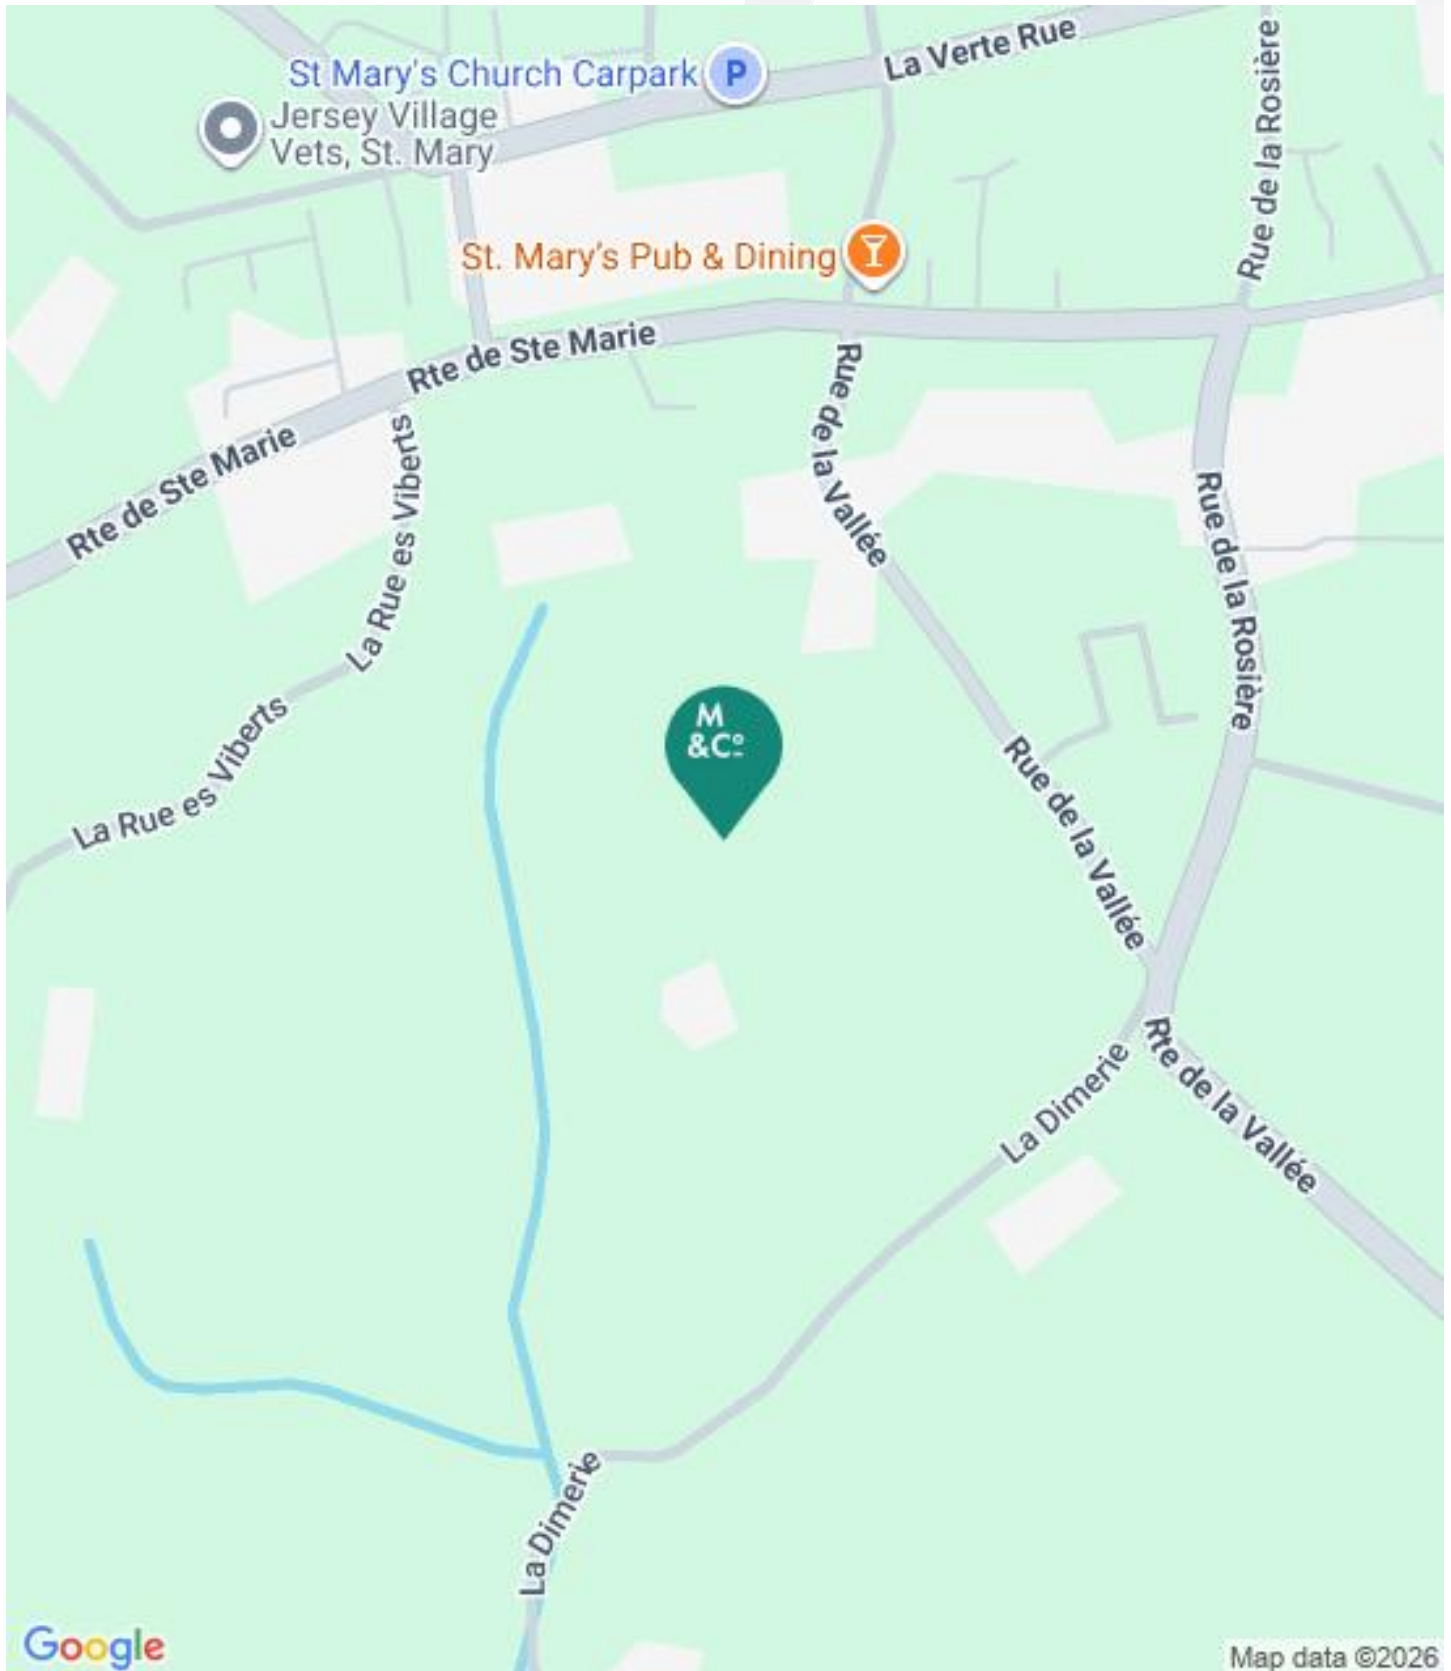 La Verte Rue
St Mary's Church Carpark
P
Rue de la Rosière
Jersey Village
Vets, St. Mary
St. Mary's Pub & Dining
Rte de Ste Marie
Rue de la Vallée
Rte de Ste Marie
La Rue es Viberts
Rue de la Rosière
M
&Cº
La Rue es Viberts
Rue de la Vallée
Rte de la Vallée
La Dimerie
La Dimerie
Google
Map data ©2026